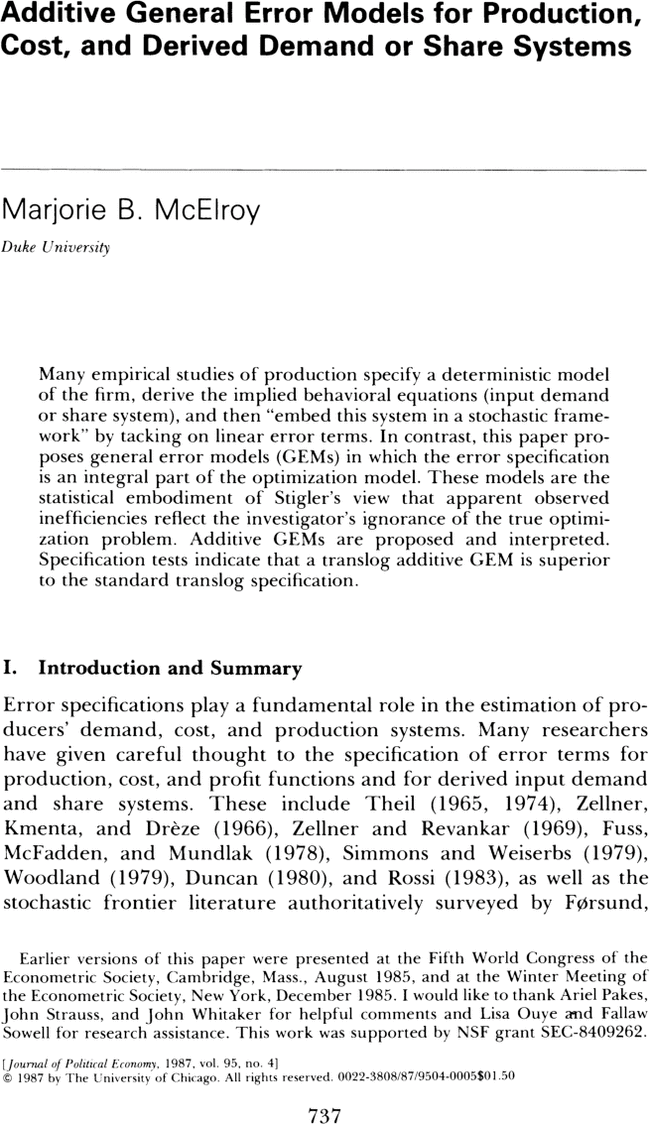 Additive General Error Models for Production,
Cost, and Derived Demand or Share Systems
Marjorie B. McElroy
Duke University
Many empirical studies of production specify a deterministic model
of the firm, derive the implied behavioral equations (input demand
or share system), and then “embed this system in a stochastic frame-
work” by tacking on linear error terms. In contrast, this paper pro-
poses general error models (GEMs) in which the error specification
is an integral part of the optimization model. These models are the
statistical embodiment of Stigler’s view that apparent observed
inefficiencies reflect the investigator’s ignorance of the true optimi-
zation problem. Additive GEMs are proposed and interpreted.
Specification tests indicate that a translog additive GEM is superior
to the standard translog specification.
I. Introduction and Summary
Error specifications play a fundamental role in the estimation of pro-
ducers’ demand, cost, and production systems. Many researchers
have given careful thought to the specification of error terms for
production, cost, and profit functions and for derived input demand
and share systems. These include Theil (1965, 1974), Zellner,
Kmenta, and Drèze (1966), Zellner and Revankar (1969), Fuss,
McFadden, and Mundlak (1978), Simmons and Weiserbs (1979),
Woodland (1979), Duncan (1980), and Rossi (1983), as well as the
stochastic frontier literature authoritatively surveyed by Førsund,
Earlier versions of this paper were presented at the Fifth World Congress of the
Econometric Society, Cambridge, Mass., August 1985, and at the Winter Meeting of
the Econometric Society, New York, December 1985. I would like to thank Ariel Pakes,
John Strauss, and John Whitaker for helpful comments and Lisa Ouye and Fallaw
Sowell for research assistance. This work was supported by NSF grant SEC-8409262.
[Journal of Political Economy, 1987, vol. 95, no. 4]
© 1987 by The University of Chicago. All rights reserved. 0022-3808/87/9504-0005$01.50
737